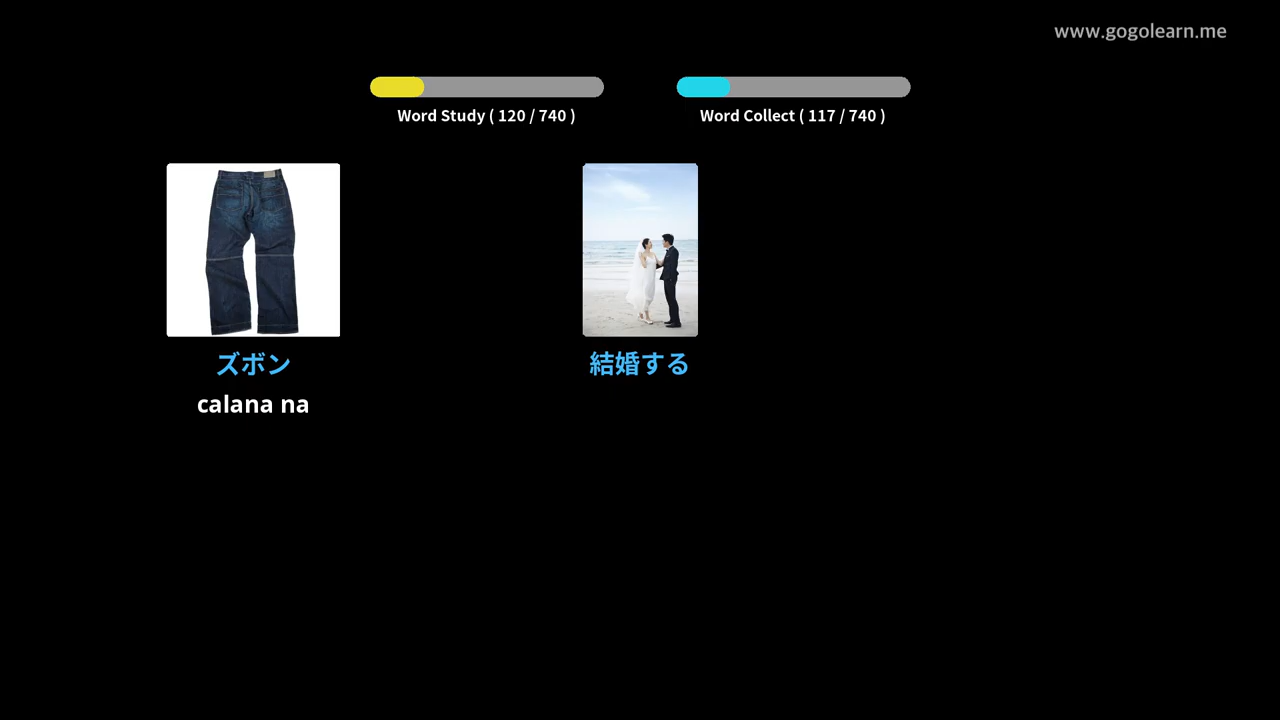 www.gogolearn.me
Word Study ( 120 / 740 )
Word Collect ( 117 / 740 )
ズボン
結婚する
calana na